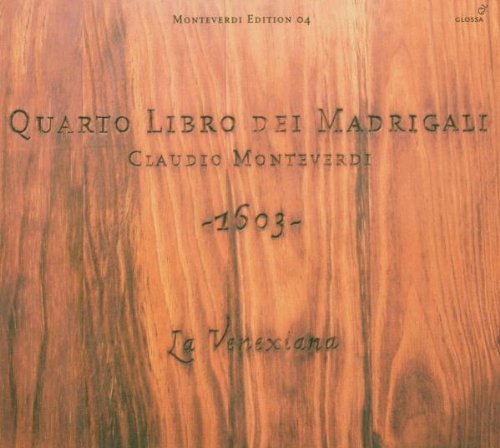 Monteverdi Edition 04
GLOSSA
Quarto Libro dei Madrigali
Claudio Monteverdi
-1603-
La Venexiana